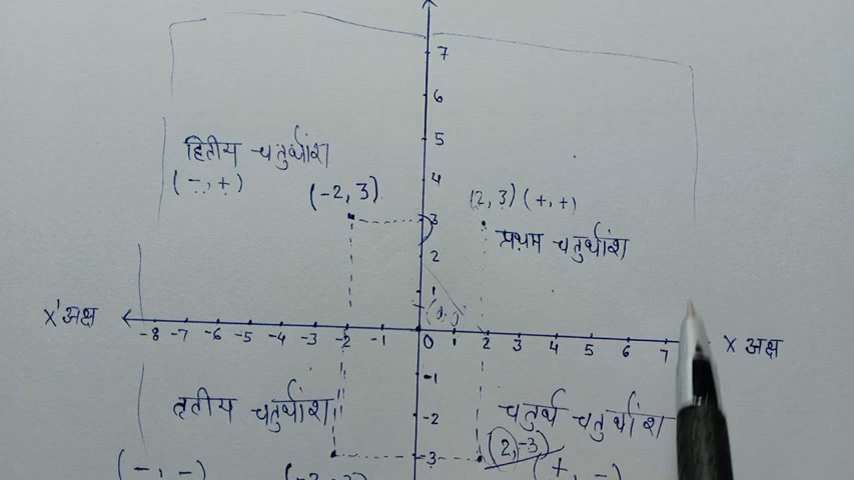 7
6
5
द्वितीय चतुर्थांश
(-, +)
4
(-2, 3)
(2, 3) (+, +)
3
प्रथम चतुर्थांश
2
1
X' अक्ष
-8 -7 -6 -5 -4 -3 -2 -1 0 1 2 3 4 5 6 7
X अक्ष
-1
तृतीय चतुर्थांश
-2
चतुर्थ चतुर्थांश
(2, -3)
-3
(-, -)
(+, -)